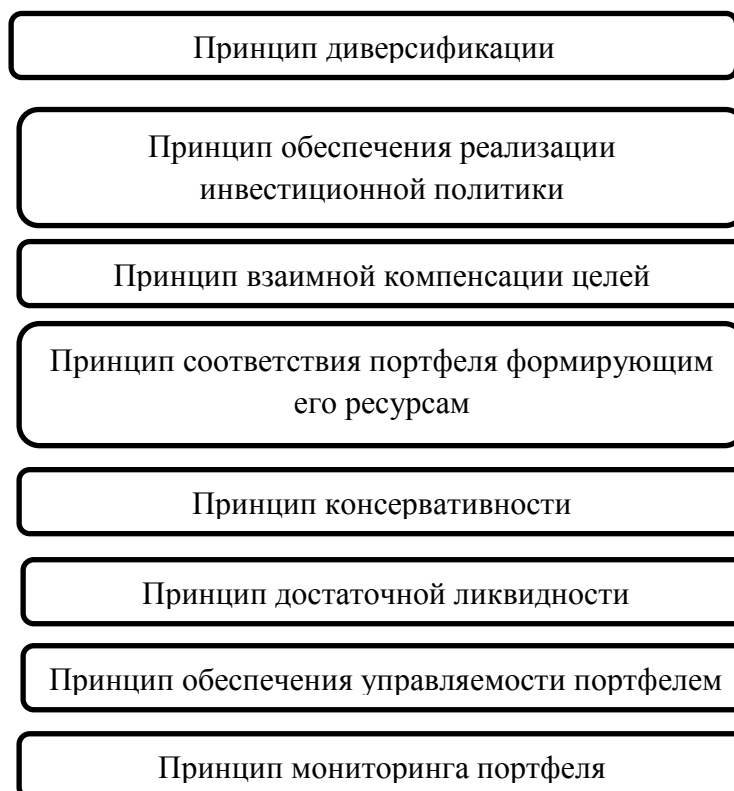 Принцип диверсификации
Принцип обеспечения реализации
инвестиционной политики
Принцип взаимной компенсации целей
Принцип соответствия портфеля формирующим
его ресурсам
Принцип консервативности
Принцип достаточной ликвидности
Принцип обеспечения управляемости портфелем
Принцип мониторинга портфеля